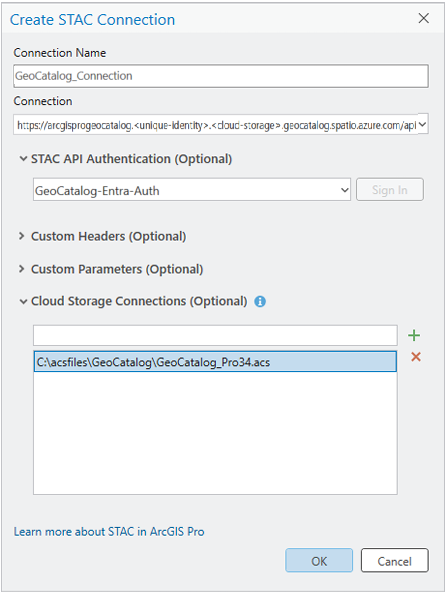 Create STAC Connection
Connection Name
GeoCatalog_Connection
Connection
https://arcgisprogeocatalog.<unique-identity>.<cloud-storage>.geocatalog.spatio.azure.com/api
STAC API Authentication (Optional)
GeoCatalog-Entra-Auth
Sign In
Custom Headers (Optional)
Custom Parameters (Optional)
Cloud Storage Connections (Optional)
C:\acsfiles\GeoCatalog\GeoCatalog_Pro34.acs
Learn more about STAC in ArcGIS Pro
OK
Cancel